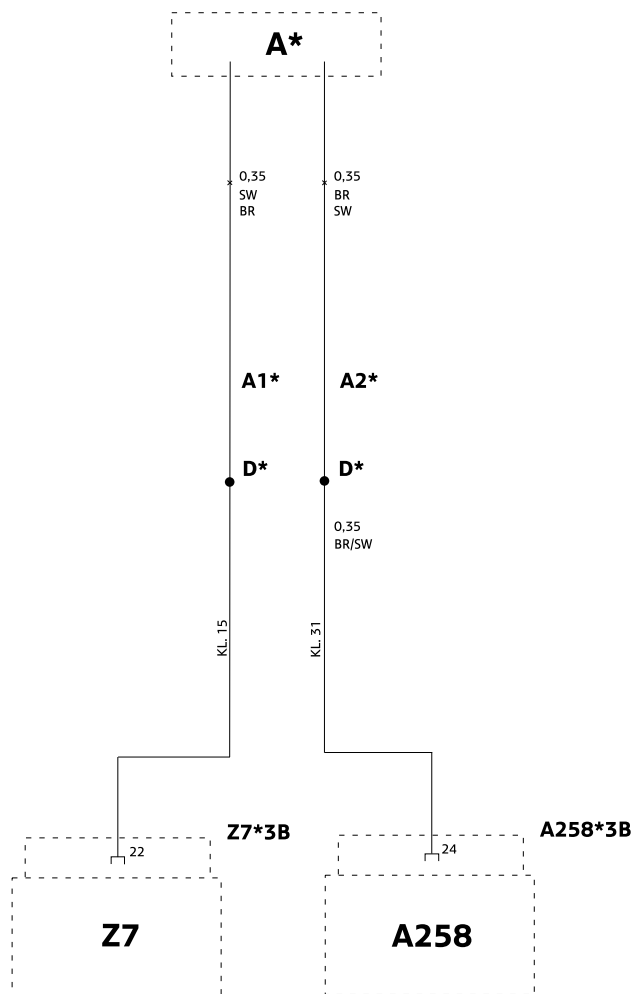 A*
0,35
SW
BR
0,35
BR
SW
A1*
A2*
D*
D*
0,35
BR/SW
KL. 15
KL. 31
Z7*3B
A258*3B
22
24
Z7
A258